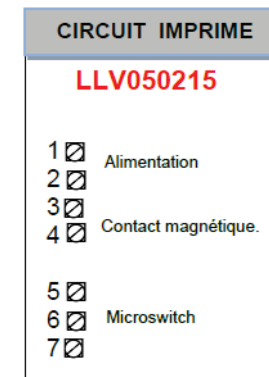 CIRCUIT IMPRIME
LLV050215
1
Alimentation
2
3
Contact magnétique.
4
5
6 Microswitch
7